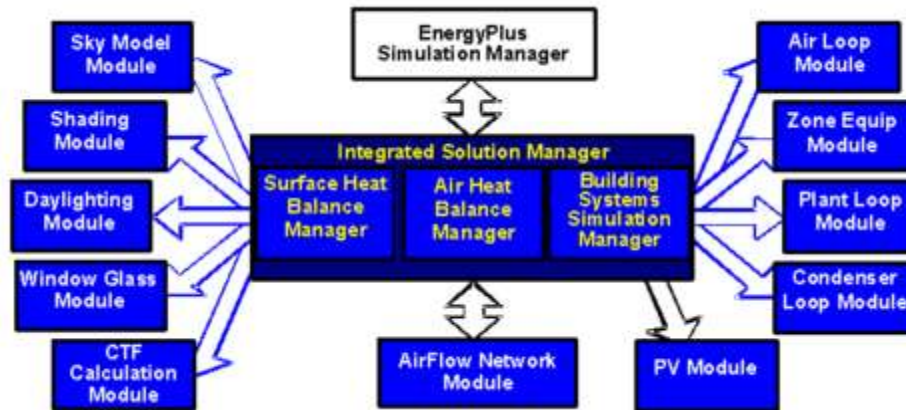 EnergyPlus
Simulation Manager
Sky Model
Module
Shading
Module
Daylighting
Module
Window Glass
Module
CTF
Calculation
Module
Integrated Solution Manager
Surface Heat
Balance
Manager
Air Heat
Balance
Manager
Building
Systems
Simulation
Manager
AirFlow Network
Module
PV Module
Air Loop
Module
Zone Equip
Module
Plant Loop
Module
Condenser
Loop Module